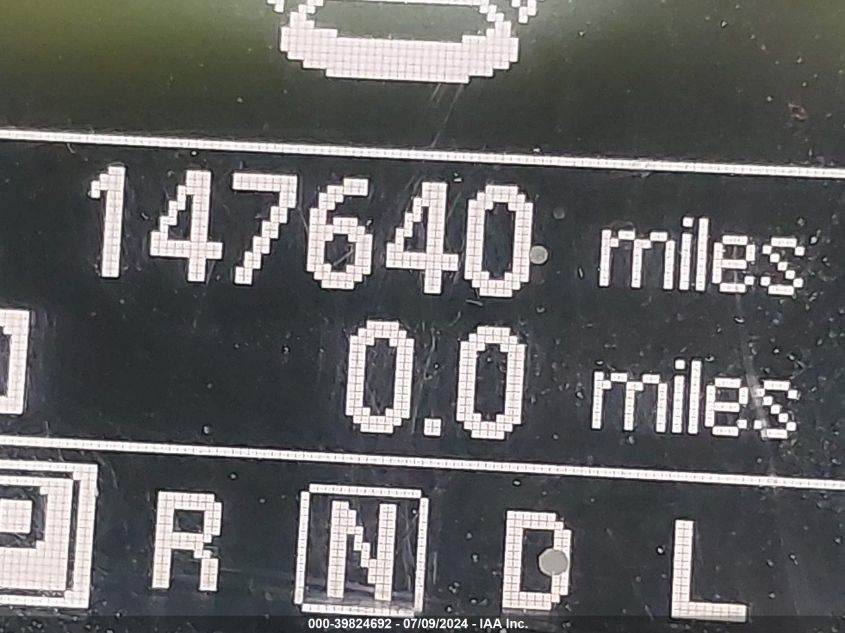 147640 miles
0.0 miles
P R N D L
000-39824692 - 07/09/2024 - IAA Inc.